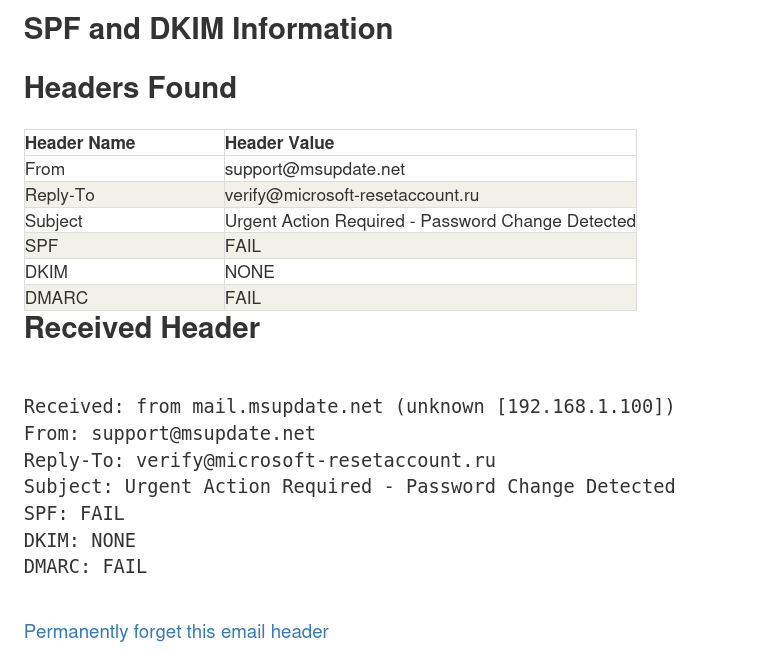 SPF and DKIM Information
Headers Found
Header Name Header Value
From support@msupdate.net
Reply-To verify@microsoft-resetaccount.ru
Subject Urgent Action Required - Password Change Detected
SPF FAIL
DKIM NONE
DMARC FAIL
Received Header
Received: from mail.msupdate.net (unknown [192.168.1.100])
From: support@msupdate.net
Reply-To: verify@microsoft-resetaccount.ru
Subject: Urgent Action Required - Password Change Detected
SPF: FAIL
DKIM: NONE
DMARC: FAIL
Permanently forget this email header